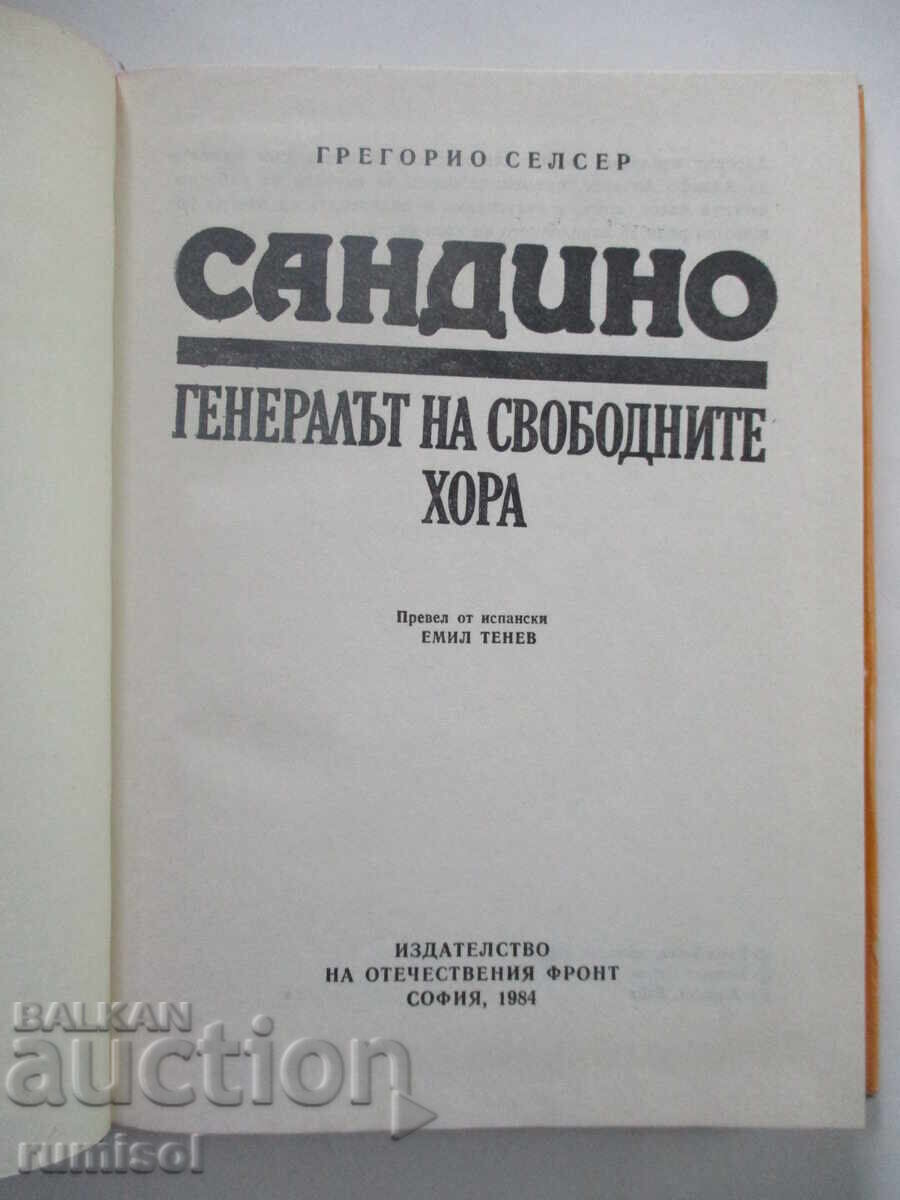 ГРЕГОРИО СЕЛСЕР
САНДИНО
ГЕНЕРАЛЪТ НА СВОБОДНИТЕ
ХОРА
Превел от испански
ЕМИЛ ТЕНЕВ
ИЗДАТЕЛСТВО
НА ОТЕЧЕСТВЕНИЯ ФРОНТ
СОФИЯ, 1984
BALKAN
auction
rumisol